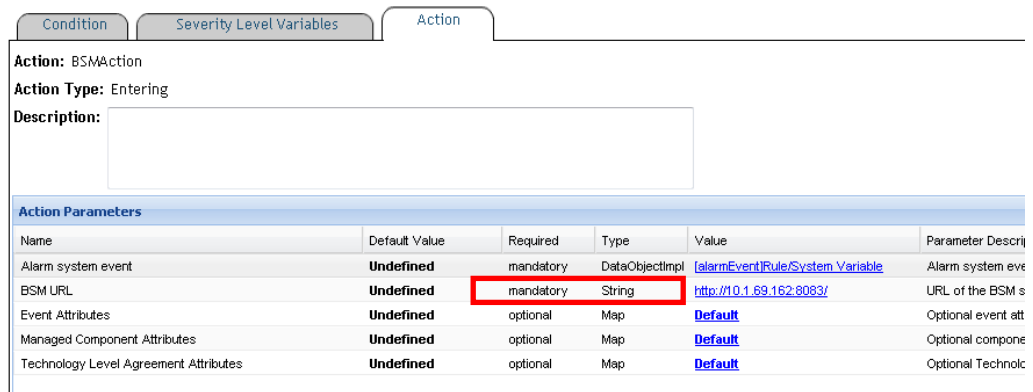 Condition Severity Level Variables Action
Action: BSMAction
Action Type: Entering
Description:
Action Parameters
Name Default Value Required Type Value Parameter Descrip
Alarm system event Undefined mandatory DataObjectImpl [alarmEvent]Rule/System Variable Alarm system eve
BSM URL Undefined mandatory String http://10.1.69.162:8083/ URL of the BSM s
Event Attributes Undefined optional Map Default Optional event att
Managed Component Attributes Undefined optional Map Default Optional compone
Technology Level Agreement Attributes Undefined optional Map Default Optional Technolo